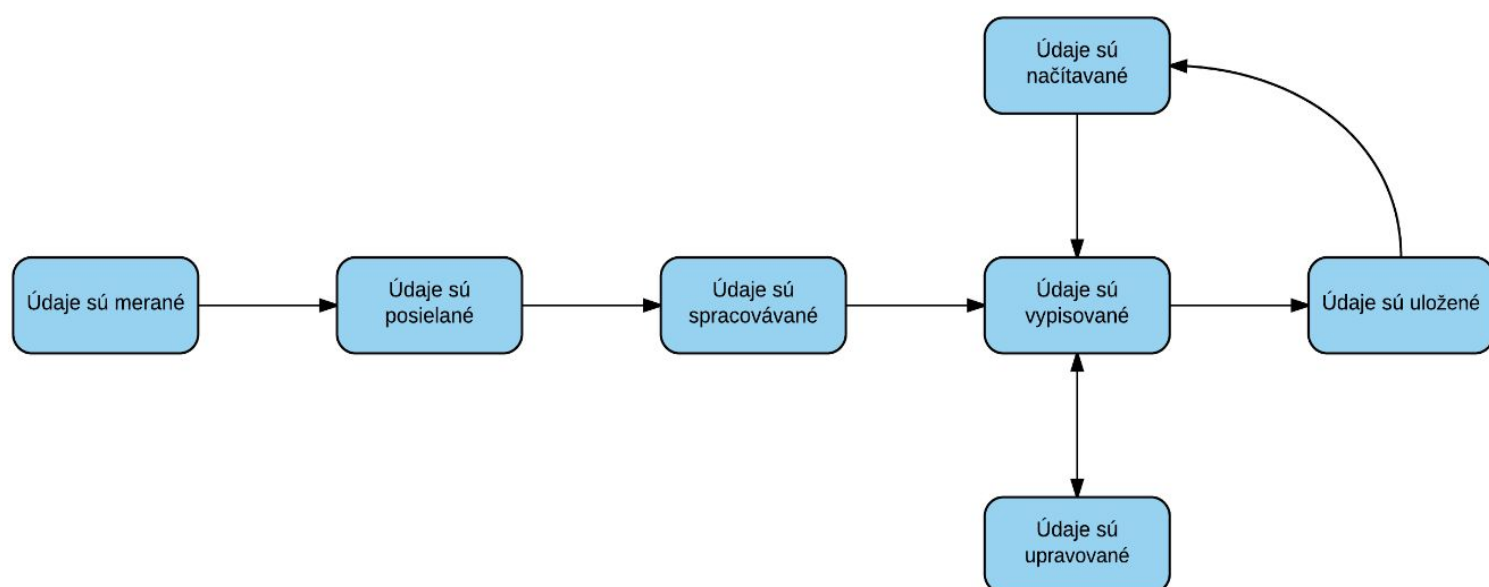 Údaje sú
načítavané
Údaje sú merané
Údaje sú
posielané
Údaje sú
spracovávané
Údaje sú
vypisované
Údaje sú uložené
Údaje sú
upravované